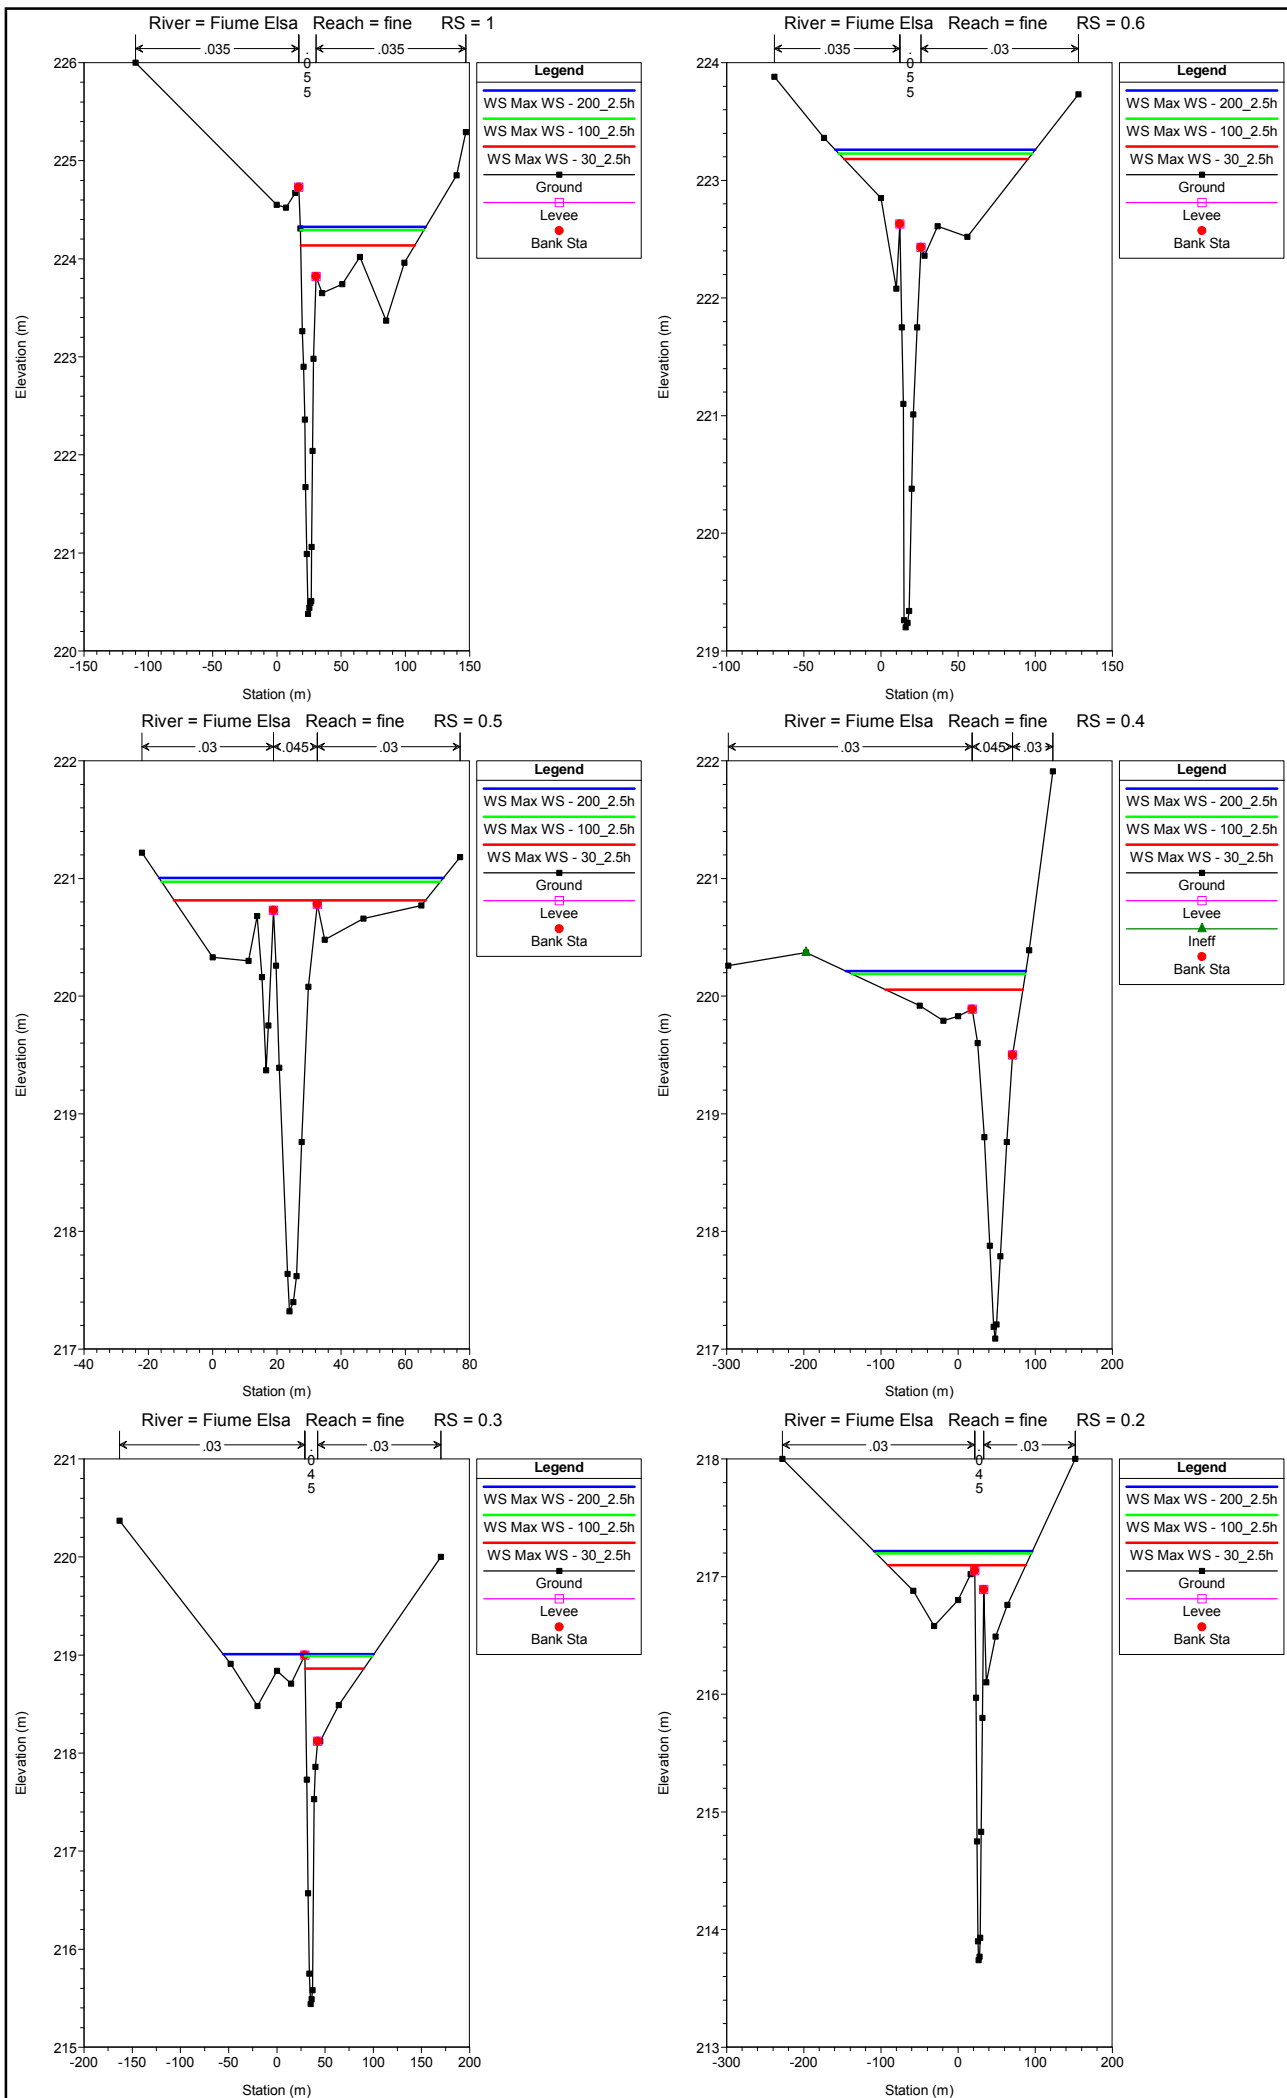 River = Fiume Elsa Reach = fine RS = 1
.035 .055 .035
226
225
224
223
222
221
220
-150 -100 -50 0 50 100 150
Station (m)
Elevation (m)
Legend
WS Max WS - 200_2.5h
WS Max WS - 100_2.5h
WS Max WS - 30_2.5h
Ground
Levee
Bank Sta
River = Fiume Elsa Reach = fine RS = 0.6
.035 .055 .03
224
223
222
221
220
219
-100 -50 0 50 100 150
Station (m)
Elevation (m)
Legend
WS Max WS - 200_2.5h
WS Max WS - 100_2.5h
WS Max WS - 30_2.5h
Ground
Levee
Bank Sta
River = Fiume Elsa Reach = fine RS = 0.5
.03 .045 .03
222
221
220
219
218
217
-40 -20 0 20 40 60 80
Station (m)
Elevation (m)
Legend
WS Max WS - 200_2.5h
WS Max WS - 100_2.5h
WS Max WS - 30_2.5h
Ground
Levee
Bank Sta
River = Fiume Elsa Reach = fine RS = 0.4
.03 .045 .03
222
221
220
219
218
217
-300 -200 -100 0 100 200
Station (m)
Elevation (m)
Legend
WS Max WS - 200_2.5h
WS Max WS - 100_2.5h
WS Max WS - 30_2.5h
Ground
Levee
Ineff
Bank Sta
River = Fiume Elsa Reach = fine RS = 0.3
.03 .045 .03
221
220
219
218
217
216
215
-200 -150 -100 -50 0 50 100 150 200
Station (m)
Elevation (m)
Legend
WS Max WS - 200_2.5h
WS Max WS - 100_2.5h
WS Max WS - 30_2.5h
Ground
Levee
Bank Sta
River = Fiume Elsa Reach = fine RS = 0.2
.03 .045 .03
218
217
216
215
214
213
-300 -200 -100 0 100 200
Station (m)
Elevation (m)
Legend
WS Max WS - 200_2.5h
WS Max WS - 100_2.5h
WS Max WS - 30_2.5h
Ground
Levee
Bank Sta